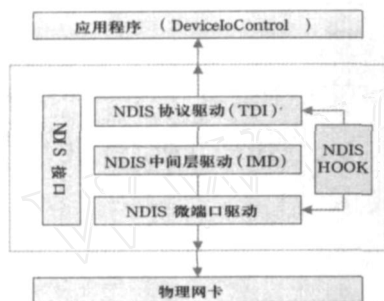 应用程序 ( DeviceIoControl )
NDIS 接口
NDIS 协议驱动(TDI)
NDIS 中间层驱动(IMD)
NDIS 微端口驱动
NDIS
HOOK
物理网卡